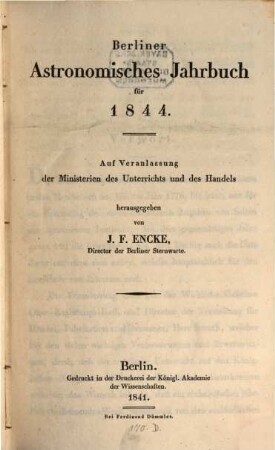 Berliner
Astronomisches Jahrbuch
für
1844.
Auf Veranlassung
der Ministerien des Unterrichts und des Handels
herausgegeben
von
J. F. ENCKE,
Director der Berliner Sternwarte.
Berlin.
Gedruckt in der Druckerei der Königl. Akademie
der Wissenschaften.
1841.
Bei Ferdinand Dümmler.